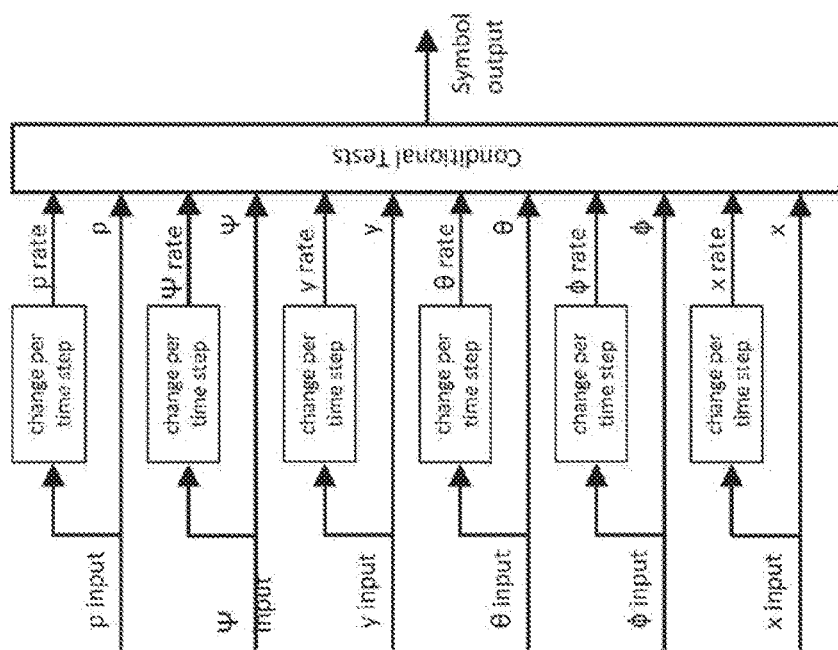 x input
ϕ input
θ input
y input
Ψ
input
p input
change per
time step
change per
time step
change per
time step
change per
time step
change per
time step
change per
time step
x rate
x
ϕ rate
ϕ
θ rate
θ
y rate
y
Ψ rate
Ψ
p rate
p
Conditional Tests
Symbol
output